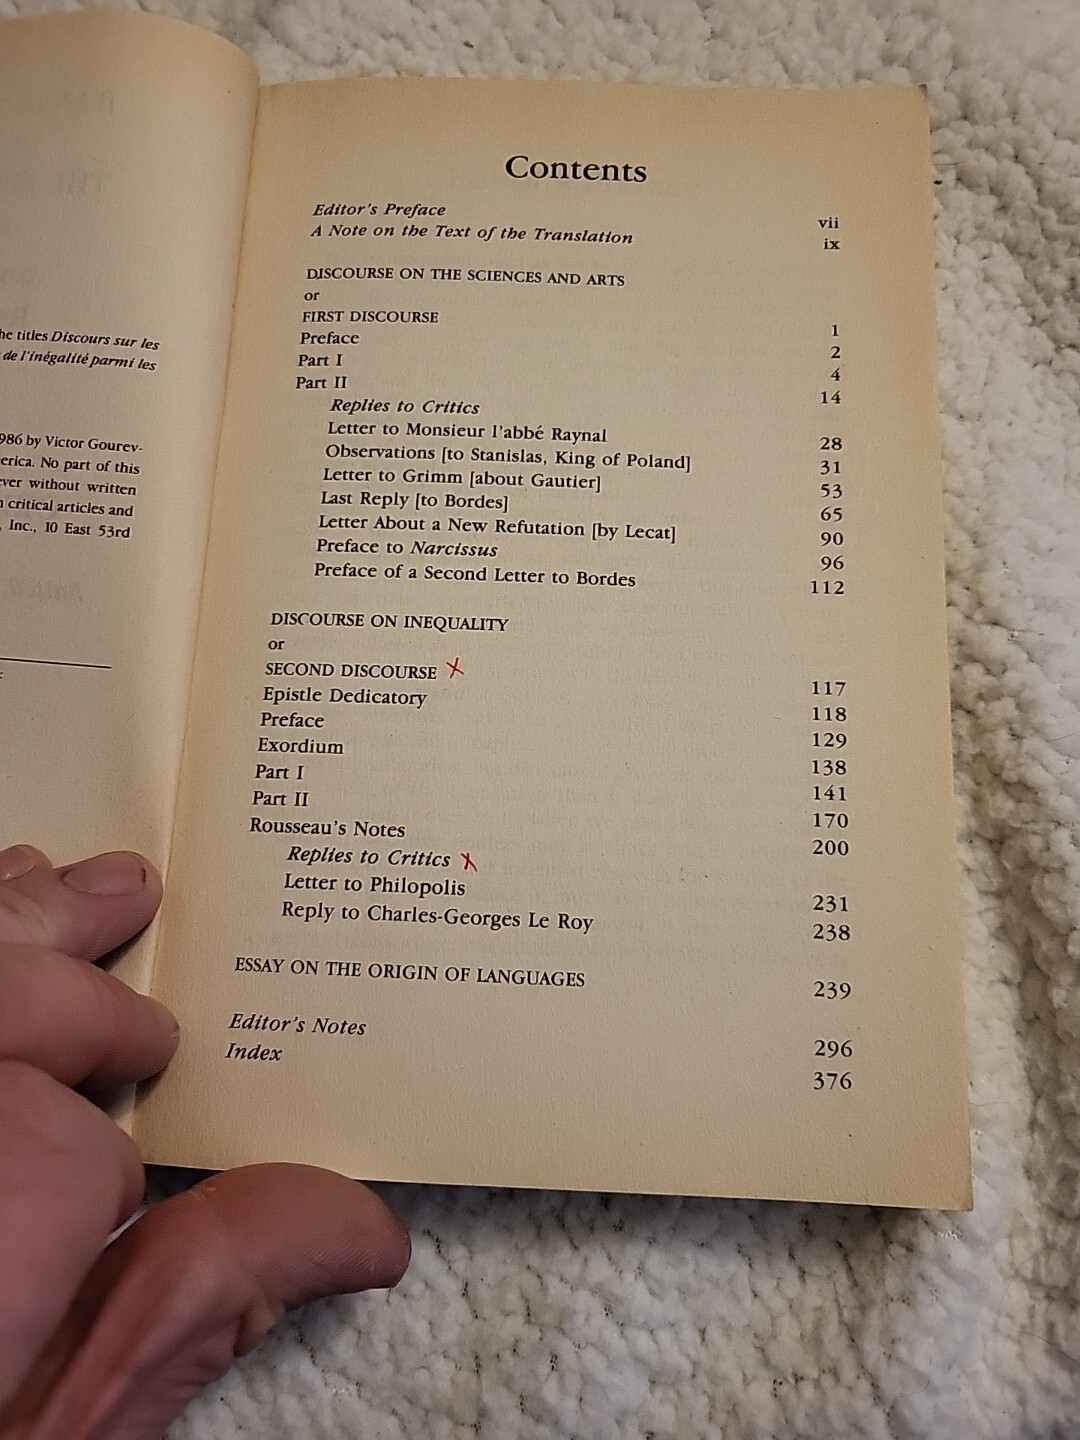 he titles Discours sur les
de l'inégalité parmi les
986 by Victor Gourev-
erica. No part of this
ver without written
critical articles and
, Inc., 10 East 53rd
Contents
Editor's Preface vii
A Note on the Text of the Translation ix
DISCOURSE ON THE SCIENCES AND ARTS
or
FIRST DISCOURSE 1
Preface 2
Part I 4
Part II 14
Replies to Critics
Letter to Monsieur l'abbé Raynal 28
Observations [to Stanislas, King of Poland] 31
Letter to Grimm [about Gautier] 53
Last Reply [to Bordes] 65
Letter About a New Refutation [by Lecat] 90
Preface to Narcissus 96
Preface of a Second Letter to Bordes 112
DISCOURSE ON INEQUALITY
or
SECOND DISCOURSE X 117
Epistle Dedicatory 118
Preface 129
Exordium 138
Part I 141
Part II 170
Rousseau's Notes 200
Replies to Critics X
Letter to Philopolis 231
Reply to Charles-Georges Le Roy 238
ESSAY ON THE ORIGIN OF LANGUAGES 239
Editor's Notes 296
Index 376